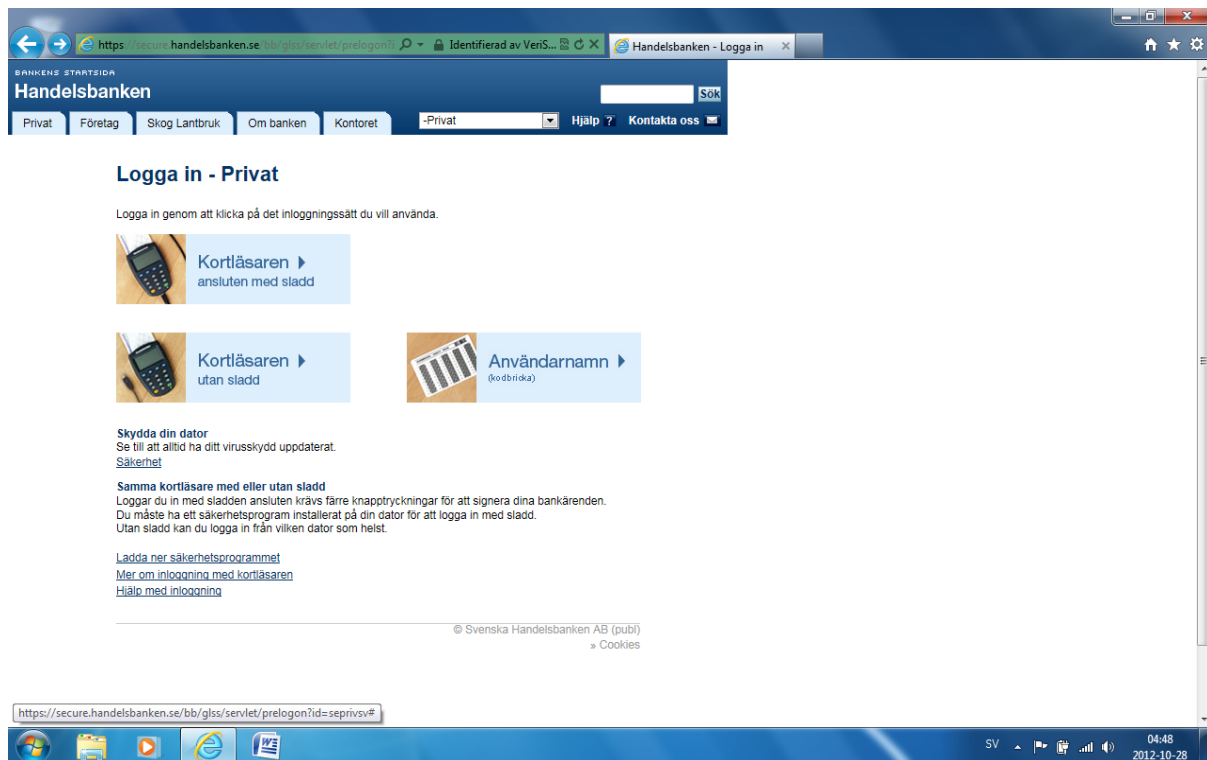 https://secure.handelsbanken.se/bb/glss/servlet/prelogon?i
Identifierad av VeriS...
Handelsbanken - Logga in
BANKENS STARTSIDA
Handelsbanken
Sök
Privat
Företag
Skog Lantbruk
Om banken
Kontoret
-Privat
Hjälp ?
Kontakta oss
Logga in - Privat
Logga in genom att klicka på det inloggningssätt du vill använda.
Kortläsaren
ansluten med sladd
Kortläsaren
utan sladd
Användarnamn
(kodbricka)
Skydda din dator
Se till att alltid ha ditt virusskydd uppdaterat.
Säkerhet
Samma kortläsare med eller utan sladd
Loggar du in med sladden ansluten krävs färre knapptryckningar för att signera dina bankärenden.
Du måste ha ett säkerhetsprogram installerat på din dator för att logga in med sladd.
Utan sladd kan du logga in från vilken dator som helst.
Ladda ner säkerhetsprogrammet
Mer om inloggning med kortläsaren
Hjälp med inloggning
© Svenska Handelsbanken AB (publ)
» Cookies
https://secure.handelsbanken.se/bb/glss/servlet/prelogon?id=seprivsv#
SV
04:48
2012-10-28